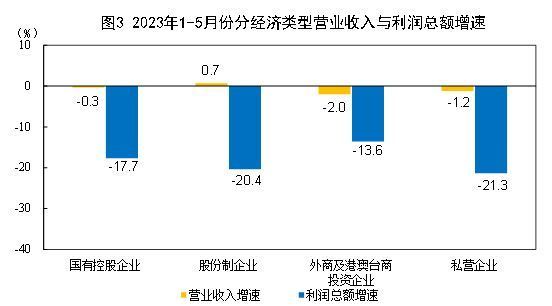 图3 2023年1-5月份分经济类型营业收入与利润总额增速
(%)
10
0
-10
-20
-30
-40
0.7
-0.3
-2.0
-1.2
-17.7
-20.4
-13.6
-21.3
国有控股企业
股份制企业
外商及港澳台商
投资企业
私营企业
营业收入增速
利润总额增速